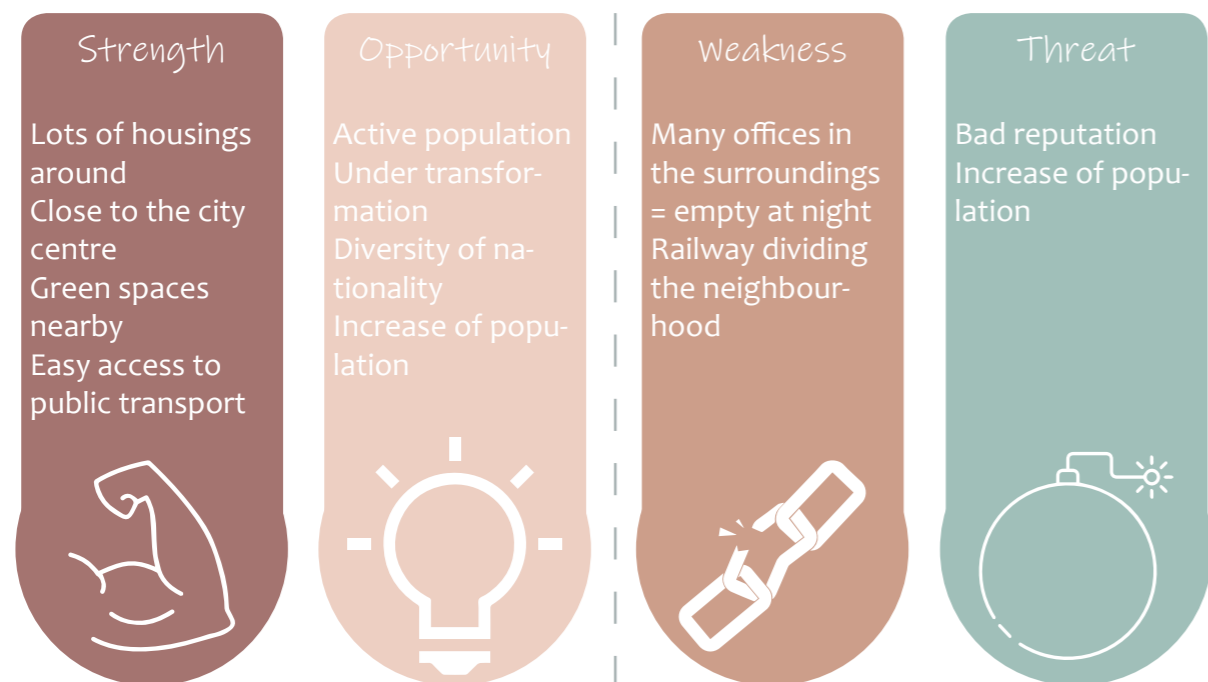 Strength
Lots of housings
around
Close to the city
centre
Green spaces
nearby
Easy access to
public transport
Opportunity
Active population
Under transfor-
mation
Diversity of na-
tionality
Increase of popu-
lation
Weakness
Many offices in
the surroundings
= empty at night
Railway dividing
the neighbour-
hood
Threat
Bad reputation
Increase of popu-
lation